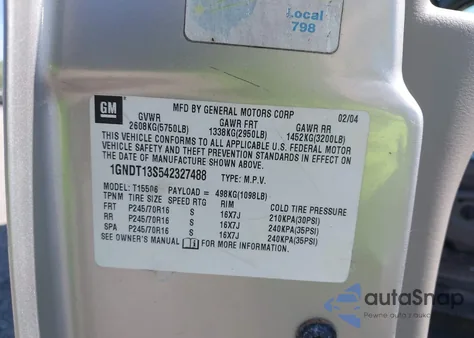 Local
798
GM
MFD BY GENERAL MOTORS CORP 02/04
GVWR GAWR FRT GAWR RR
2608KG(5750LB) 1338KG(2950LB) 1452KG(3200LB)
THIS VEHICLE CONFORMS TO ALL APPLICABLE U.S. FEDERAL MOTOR
VEHICLE SAFETY AND THEFT PREVENTION STANDARDS IN EFFECT ON
THE DATE OF MANUFACTURE SHOWN ABOVE.
1GNDT13S542327488 TYPE: M.P.V.
MODEL: T15506 PAYLOAD = 498KG(1098LB)
TPNM TIRE SIZE SPEED RTG RIM COLD TIRE PRESSURE
FRT P245/70R16 S 16X7J 210KPA(30PSI)
RR P245/70R16 S 16X7J 240KPA(35PSI)
SPA P245/70R16 S 16X7J 240KPA(35PSI)
SEE OWNER'S MANUAL FOR MORE INFORMATION.
autaSnap
Pewne auta z rąk